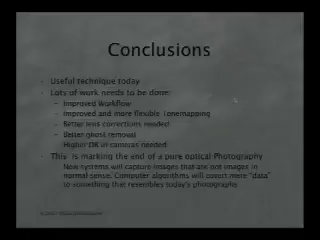 Conclusions
- Useful technique today
- Lots of work needs to be done:
– Improved Workflow
– Improved and more flexible Tonemapping
– Better lens corrections needed
– Better ghost removal
– Higher DR in cameras needed
- This is marking the end of a pure optical Photography
– New systems will capture images that are not images in
normal sense. Computer algorithms will covert mere "data"
to something that resembles today's photography